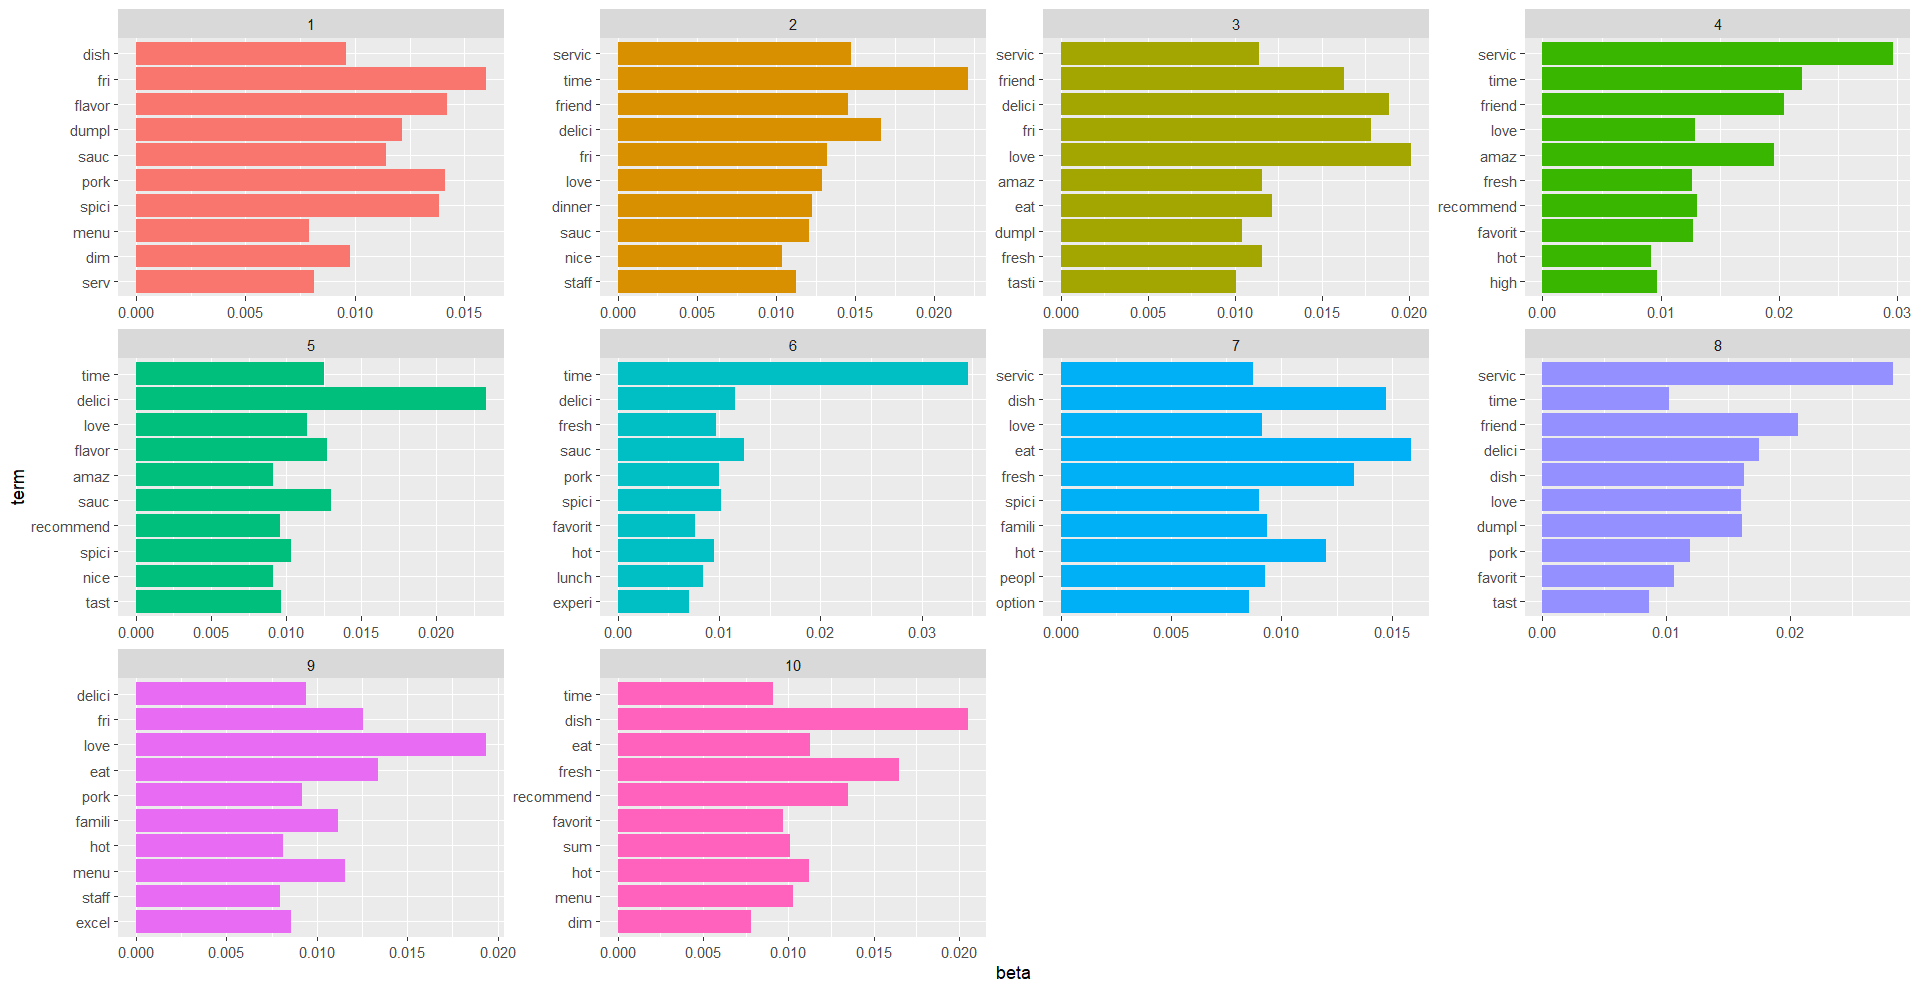 1
dish
fri
flavor
dumpl
sauc
pork
spici
menu
dim
serv
0.000 0.005 0.010 0.015
2
servic
time
friend
delici
fri
love
dinner
sauc
nice
staff
0.000 0.005 0.010 0.015 0.020
3
servic
friend
delici
fri
love
amaz
eat
dumpl
fresh
tasti
0.000 0.005 0.010 0.015 0.020
4
servic
time
friend
love
amaz
fresh
recommend
favorit
hot
high
0.00 0.01 0.02 0.03
5
time
delici
love
flavor
amaz
sauc
recommend
spici
nice
tast
0.000 0.005 0.010 0.015 0.020
6
time
delici
fresh
sauc
pork
spici
favorit
hot
lunch
experi
0.00 0.01 0.02 0.03
7
servic
dish
love
eat
fresh
spici
famili
hot
peopl
option
0.000 0.005 0.010 0.015
8
servic
time
friend
delici
dish
love
dumpl
pork
favorit
tast
0.00 0.01 0.02
9
delici
fri
love
eat
pork
famili
hot
menu
staff
excel
0.000 0.005 0.010 0.015 0.020
10
time
dish
eat
fresh
recommend
favorit
sum
hot
menu
dim
0.000 0.005 0.010 0.015 0.020
term
beta